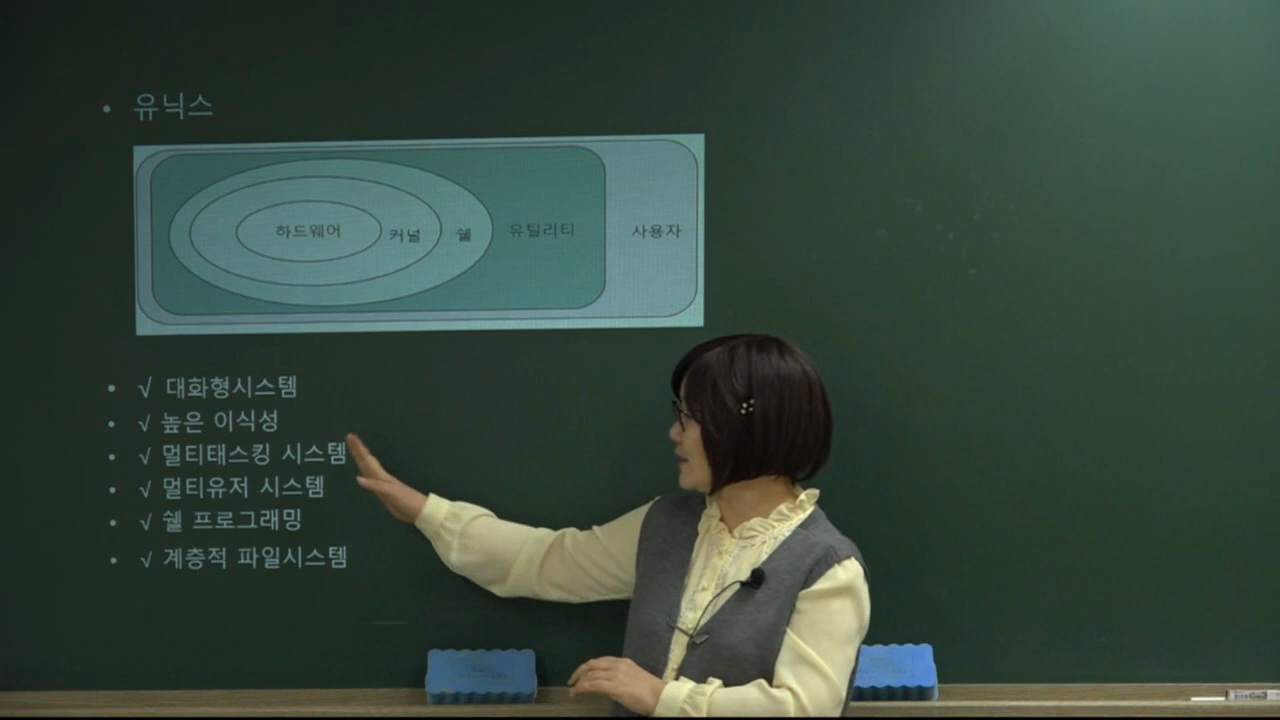 • 유닉스
하드웨어 커널 쉘 유틸리티 사용자
• √ 대화형시스템
• √ 높은 이식성
• √ 멀티태스킹 시스템
• √ 멀티유저 시스템
• √ 쉘 프로그래밍
• √ 계층적 파일시스템